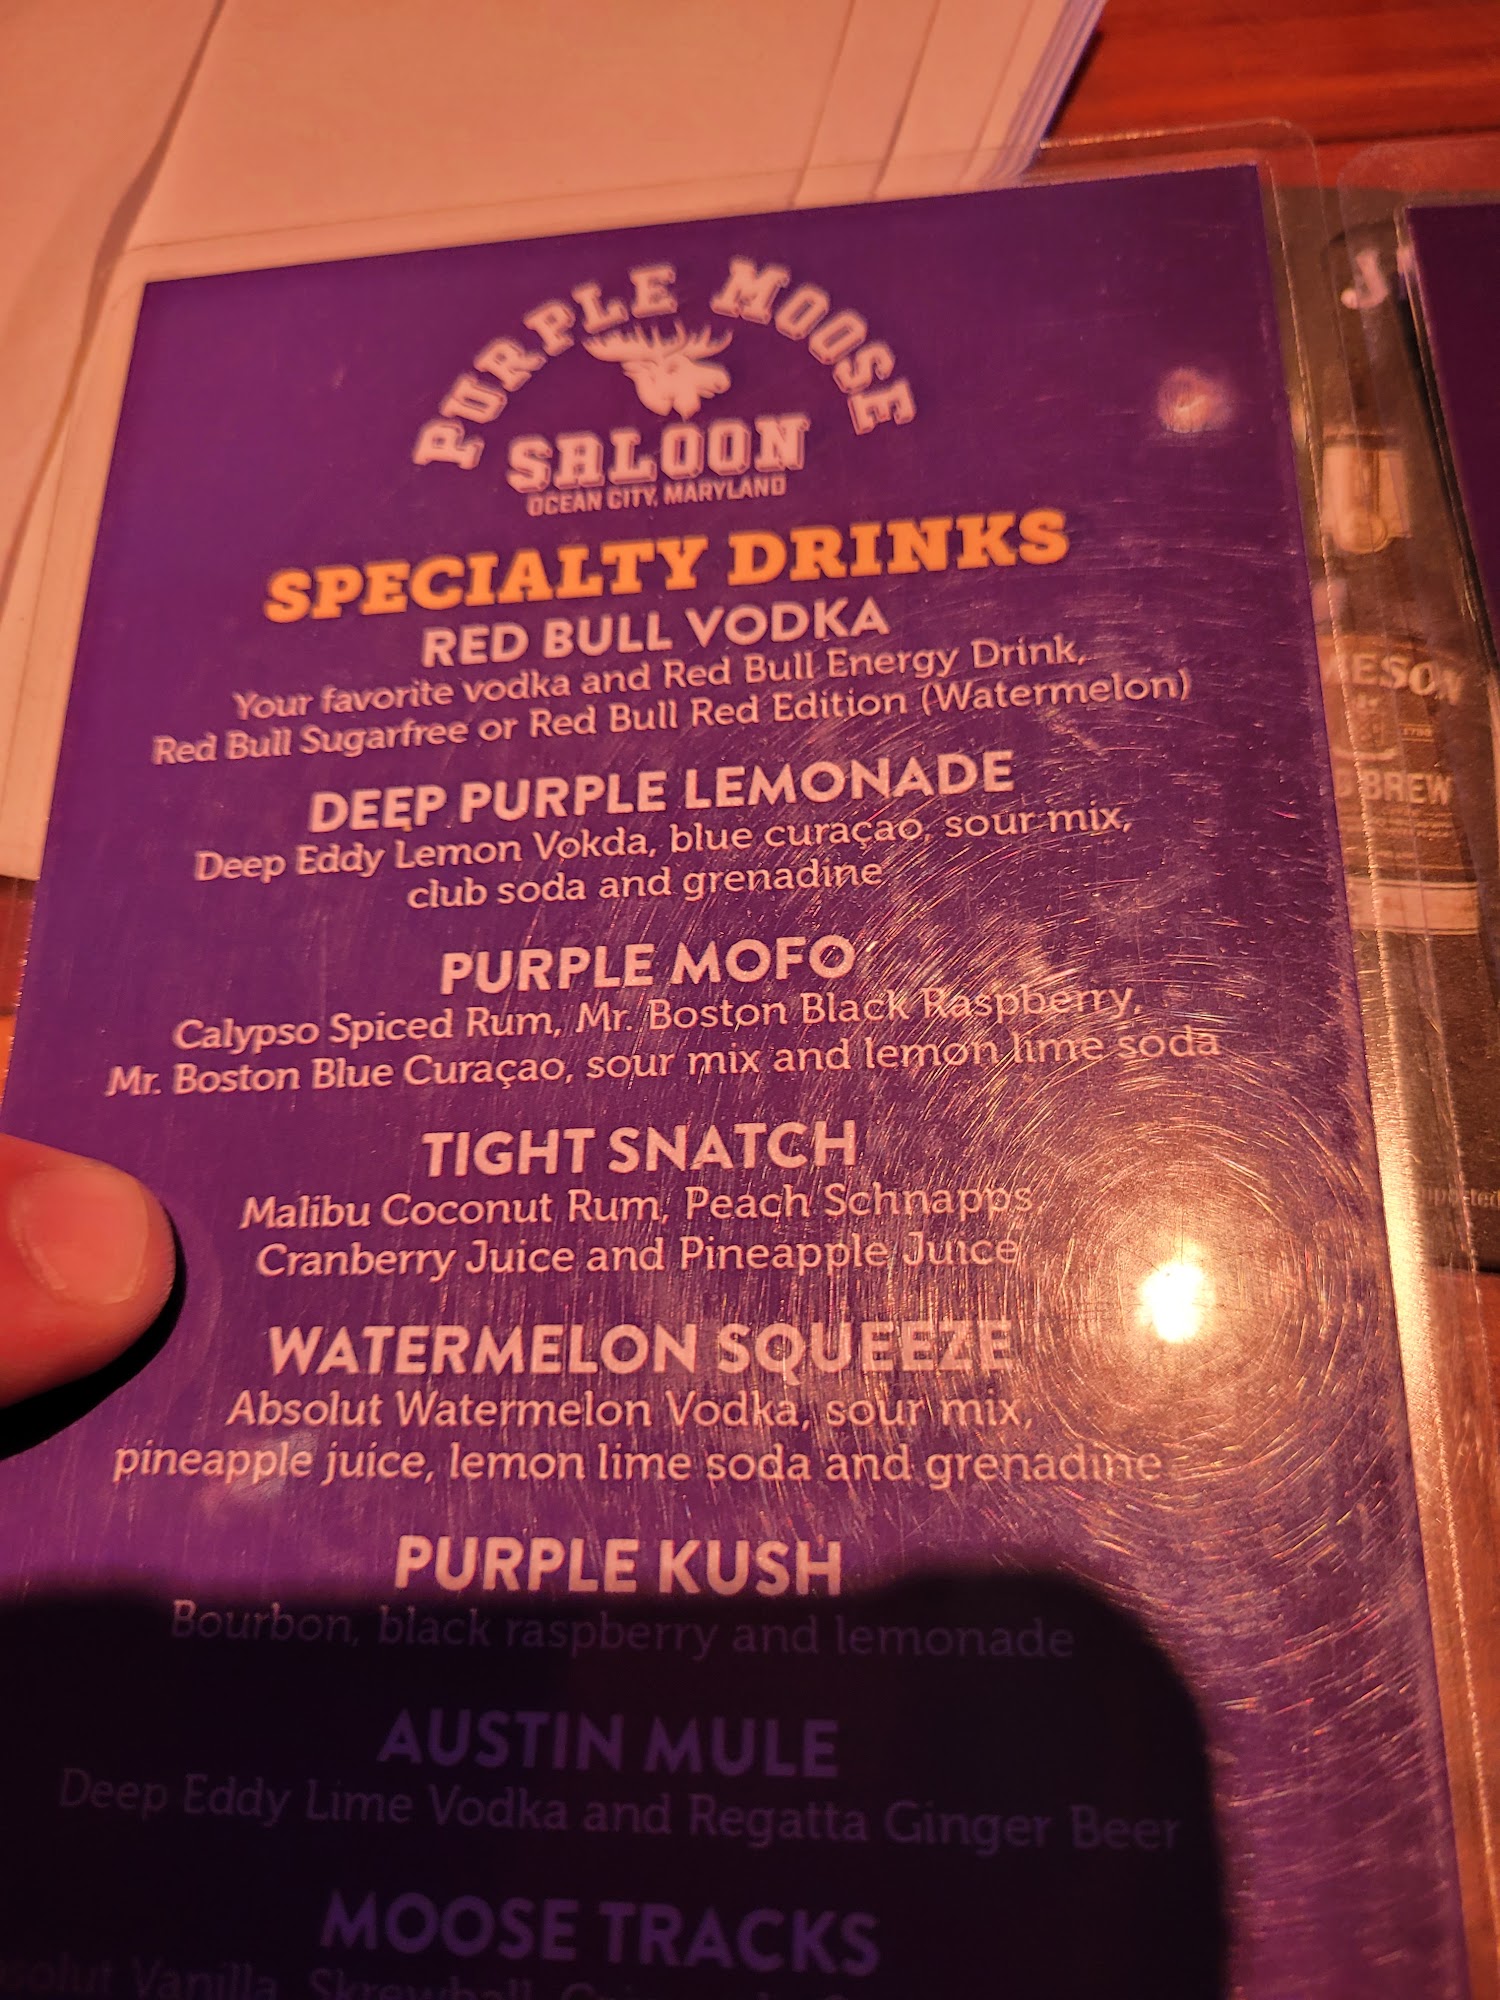 PURPLE MOOSE
SALOON
OCEAN CITY, MARYLAND
SPECIALTY DRINKS
RED BULL VODKA
Your favorite vodka and Red Bull Energy Drink,
Red Bull Sugarfree or Red Bull Red Edition (Watermelon)
DEEP PURPLE LEMONADE
Deep Eddy Lemon Vokda, blue curaçao, sour mix,
club soda and grenadine
PURPLE MOFO
Calypso Spiced Rum, Mr. Boston Black Raspberry,
Mr. Boston Blue Curaçao, sour mix and lemon lime soda
TIGHT SNATCH
Malibu Coconut Rum, Peach Schnapps,
Cranberry Juice and Pineapple Juice
WATERMELON SQUEEZE
Absolut Watermelon Vodka, sour mix,
pineapple juice, lemon lime soda and grenadine
PURPLE KUSH
Bourbon, black raspberry and lemonade
AUSTIN MULE
Deep Eddy Lime Vodka and Regatta Ginger Beer
MOOSE TRACKS
Vanilla, Skrewball,
BREW